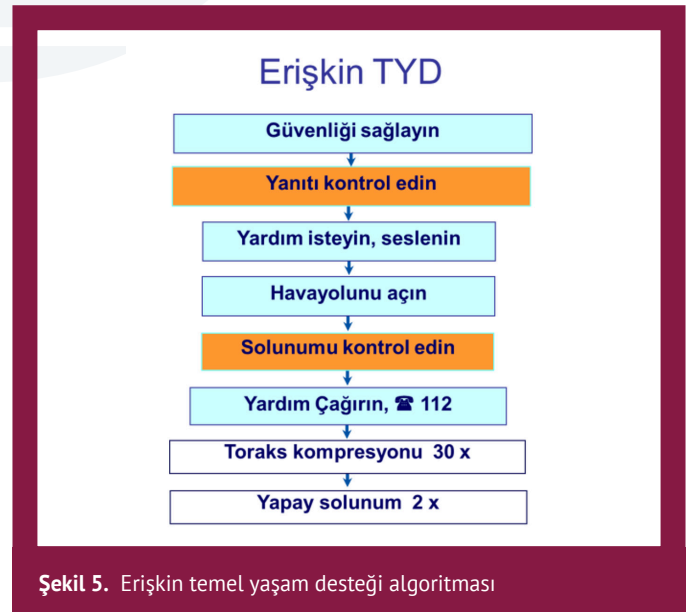 Erişkin TYD
Güvenliği sağlayın
Yanıtı kontrol edin
Yardım isteyin, seslenin
Havayolunu açın
Solunumu kontrol edin
Yardım Çağırın, ☎ 112
Toraks kompresyonu 30 x
Yapay solunum 2 x
Şekil 5. Erişkin temel yaşam desteği algoritması